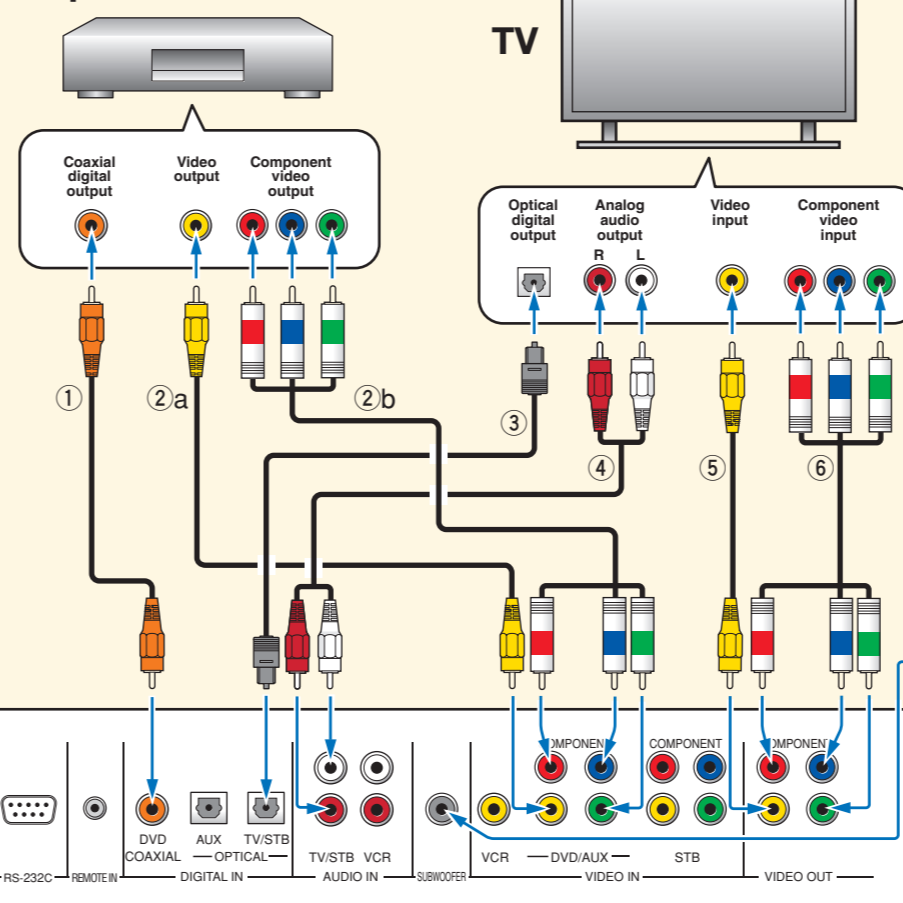 TV
Coaxial
digital
output
Video
output
Component
video
output
Optical
digital
output
Analog
audio
output
R L
Video
input
Component
video
input
① ②a ②b ③ ④ ⑤ ⑥
COMPONENT COMPONENT COMPONENT
DVD AUX TV/STB
COAXIAL OPTICAL TV/STB VCR VCR DVD/AUX STB
RS-232C REMOTE IN DIGITAL IN AUDIO IN SUBWOOFER VIDEO IN VIDEO OUT